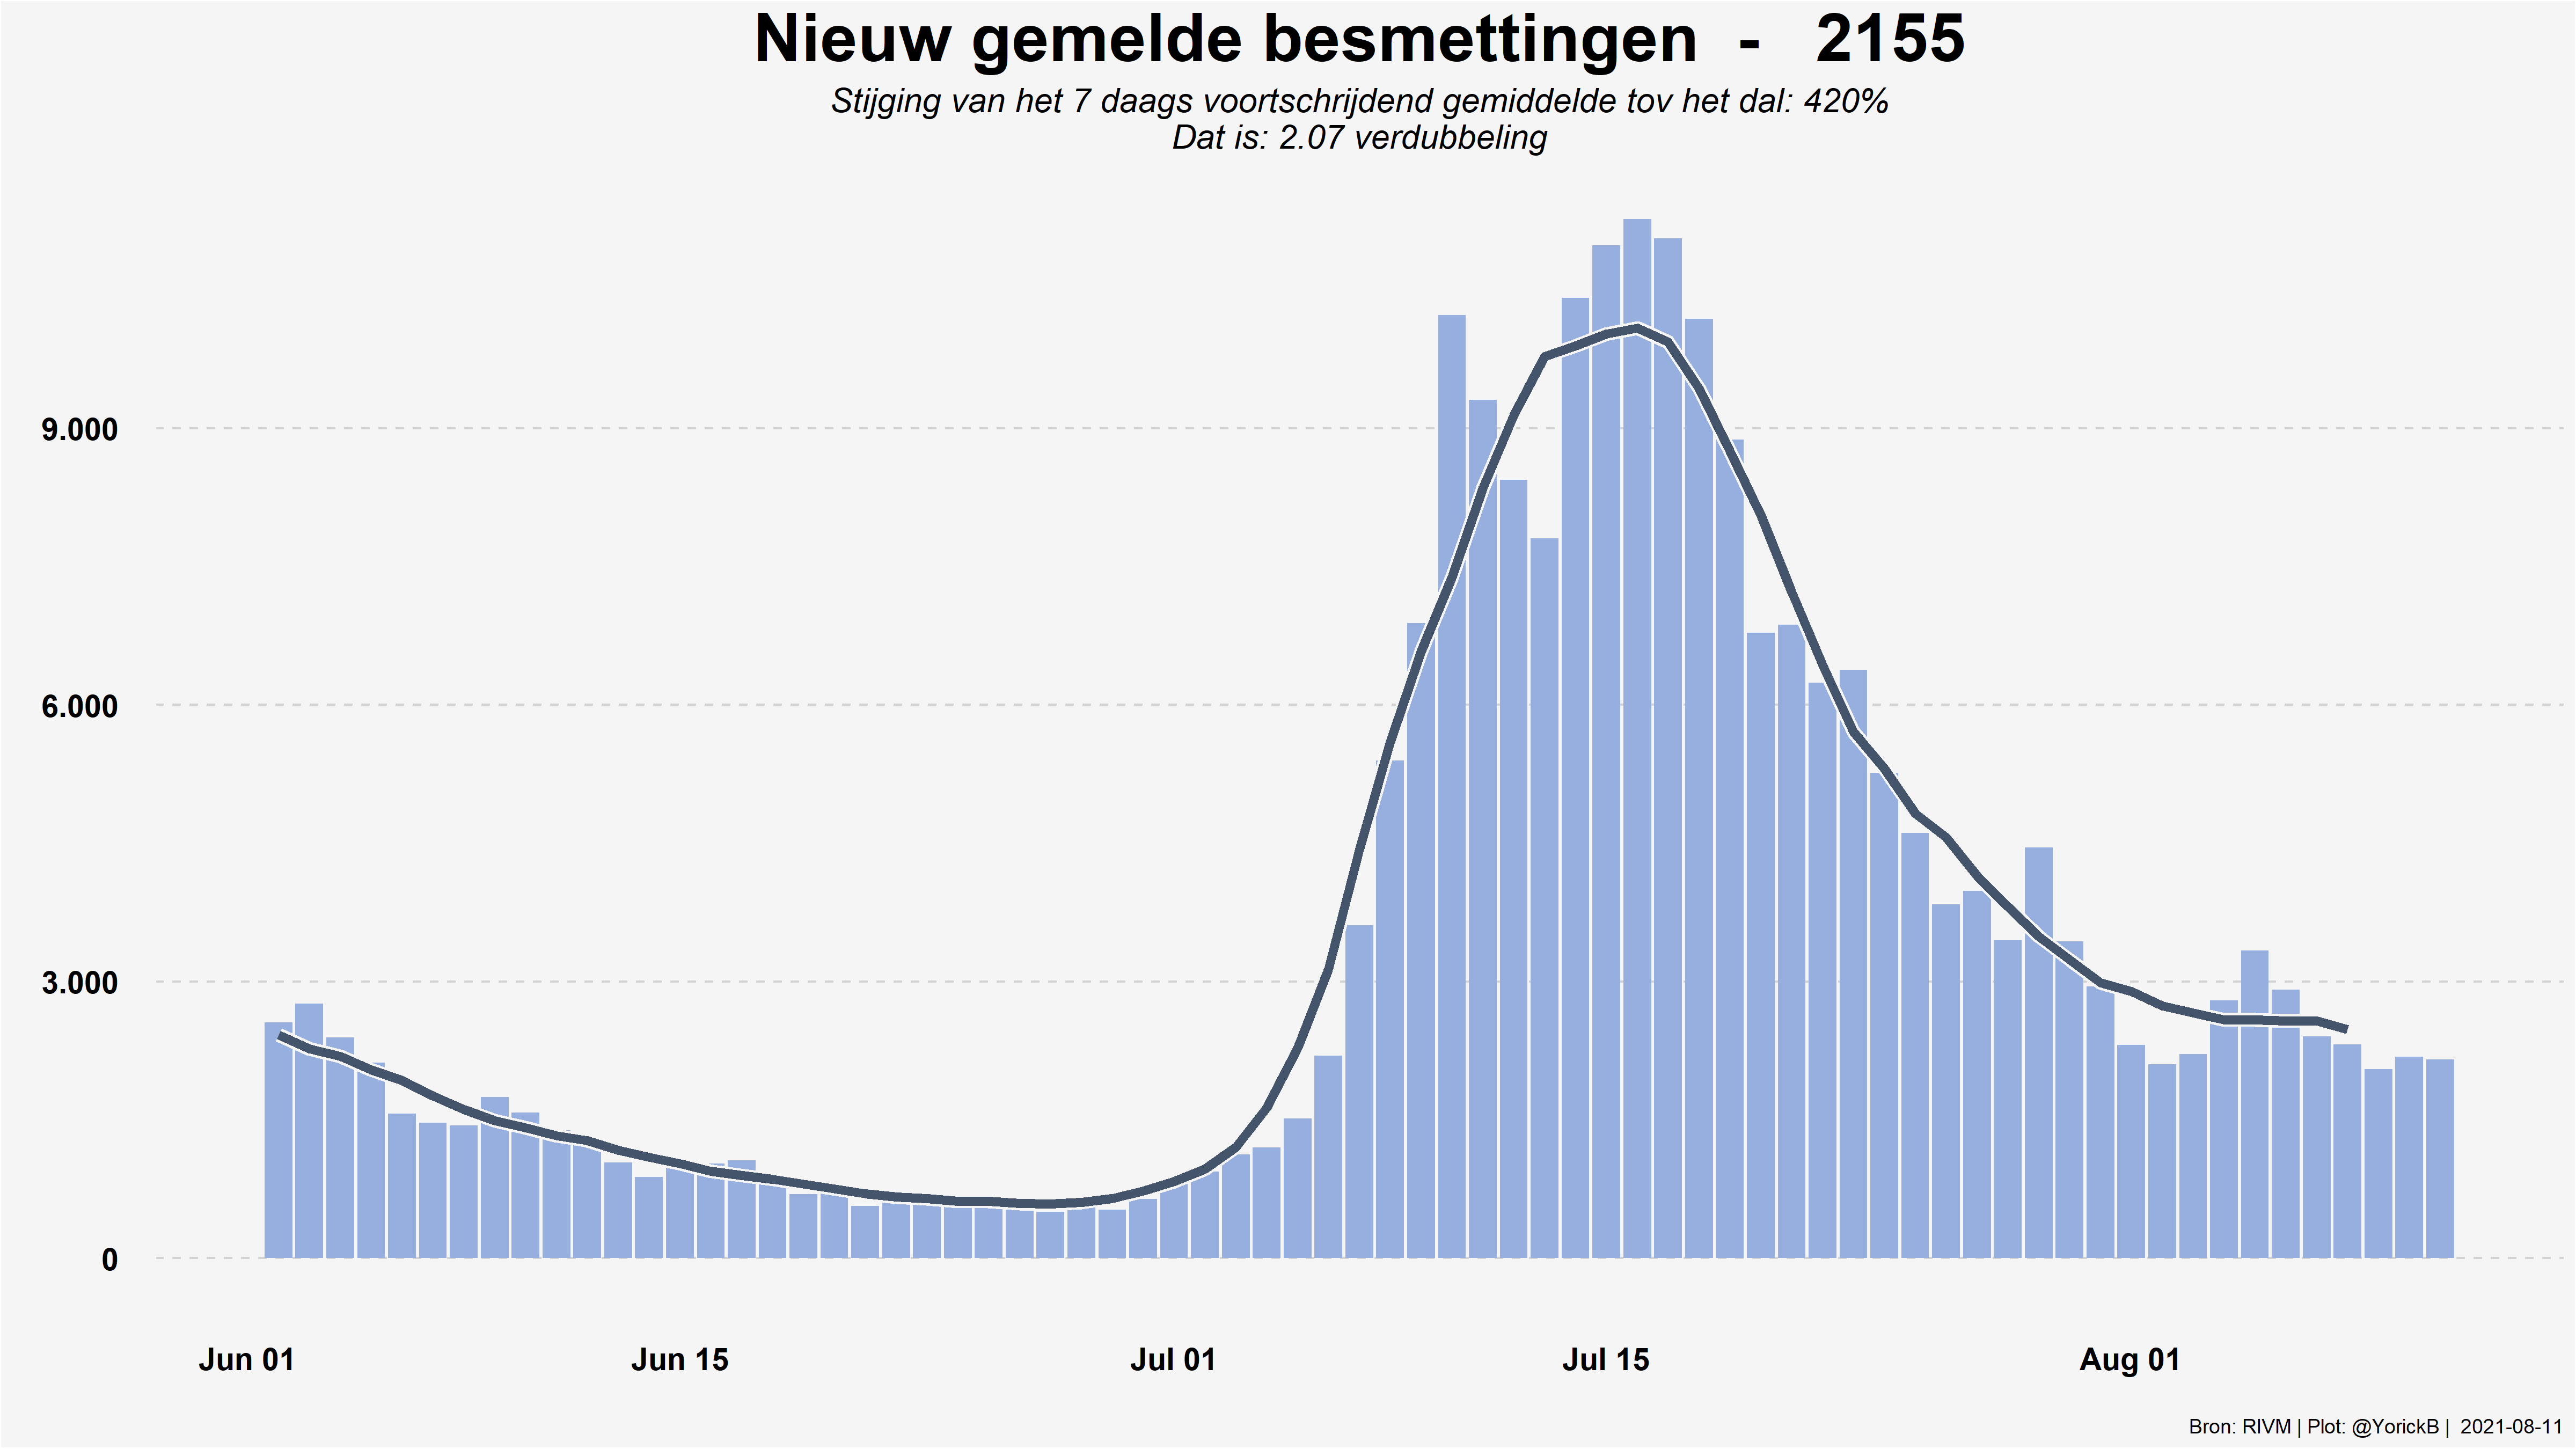 Nieuw gemelde besmettingen - 2155
Stijging van het 7 daags voortschrijdend gemiddelde tov het dal: 420%
Dat is: 2.07 verdubbeling
9.000
6.000
3.000
0
Jun 01 Jun 15 Jul 01 Jul 15 Aug 01
Bron: RIVM | Plot: @YorickB | 2021-08-11